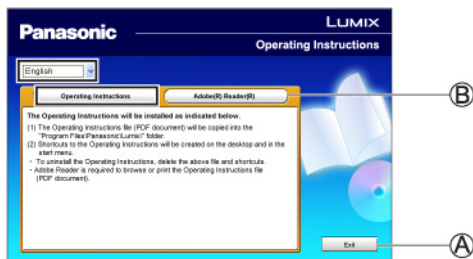 Panasonic
LUMIX
Operating Instructions
English
Operating Instructions
Adobe(R) Reader(R)
B
The Operating Instructions will be installed as indicated below.
(1) The Operating Instructions file (PDF document) will be copied into the
"Program Files\Panasonic\Lumix\" folder.
(2) Shortcuts to the Operating Instructions will be created on the desktop and in the
start menu.
・ To uninstall the Operating Instructions, delete the above file and shortcuts.
・ Adobe Reader is required to browse or print the Operating Instructions file
(PDF document).
Exit
A